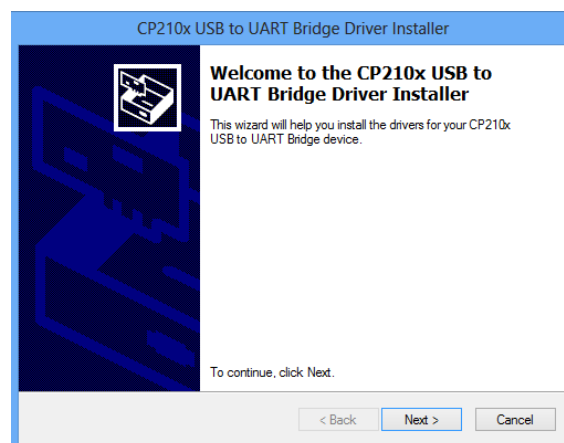 CP210x USB to UART Bridge Driver Installer
Welcome to the CP210x USB to
UART Bridge Driver Installer
This wizard will help you install the drivers for your CP210x
USB to UART Bridge device.
To continue, click Next.
< Back Next > Cancel